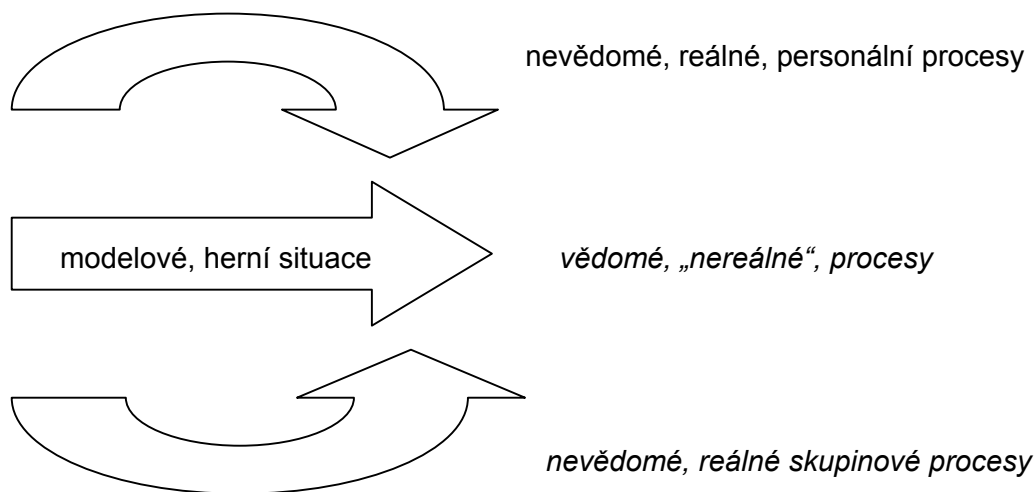 nevědomé, reálné, personální procesy
modelové, herní situace
vědomé, „nereálné“, procesy
nevědomé, reálné skupinové procesy